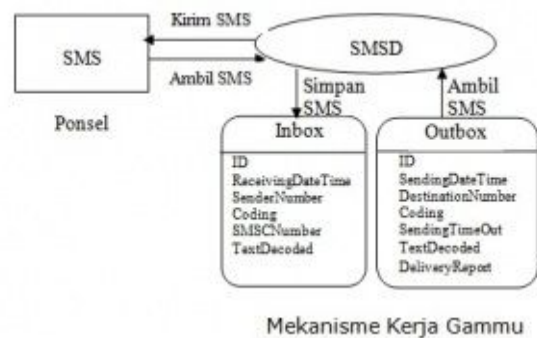 Kirim SMS
SMS
SMSD
Ambil SMS
Ponsel
Simpan
SMS
Ambil
SMS
Inbox
ID
ReceivingDateTime
SenderNumber
Coding
SMSCNumber
TextDecoded
Outbox
ID
SendingDateTime
DestinationNumber
Coding
SendingTimeOut
TextDecoded
DeliveryReport
Mekanisme Kerja Gammu